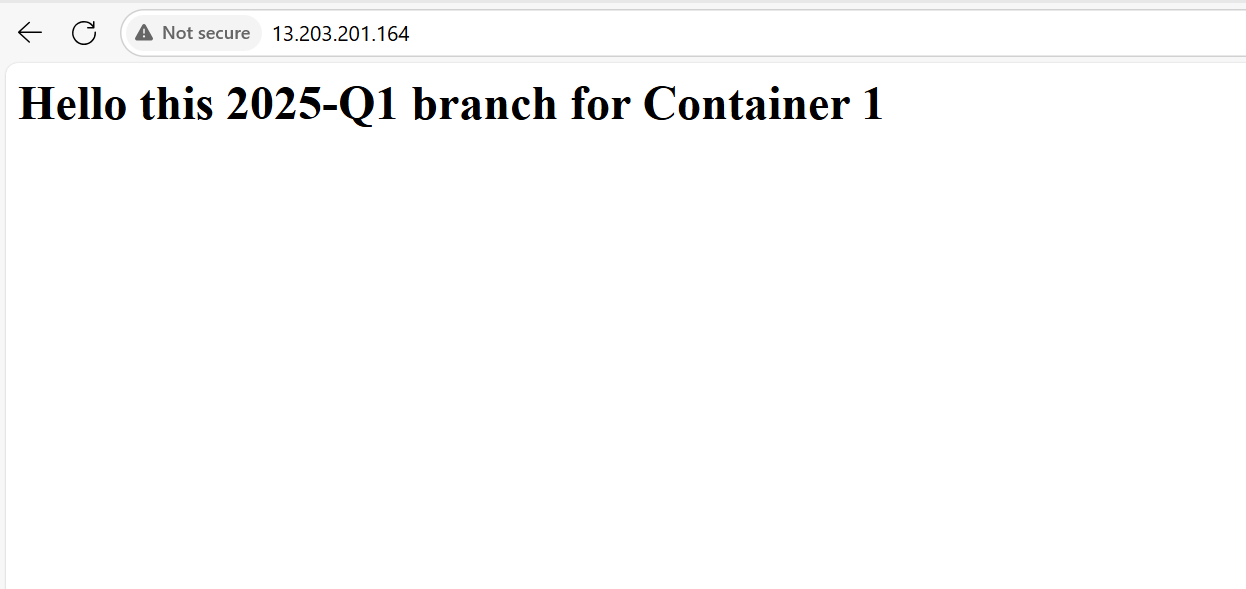 Not secure 13.203.201.164
Hello this 2025-Q1 branch for Container 1